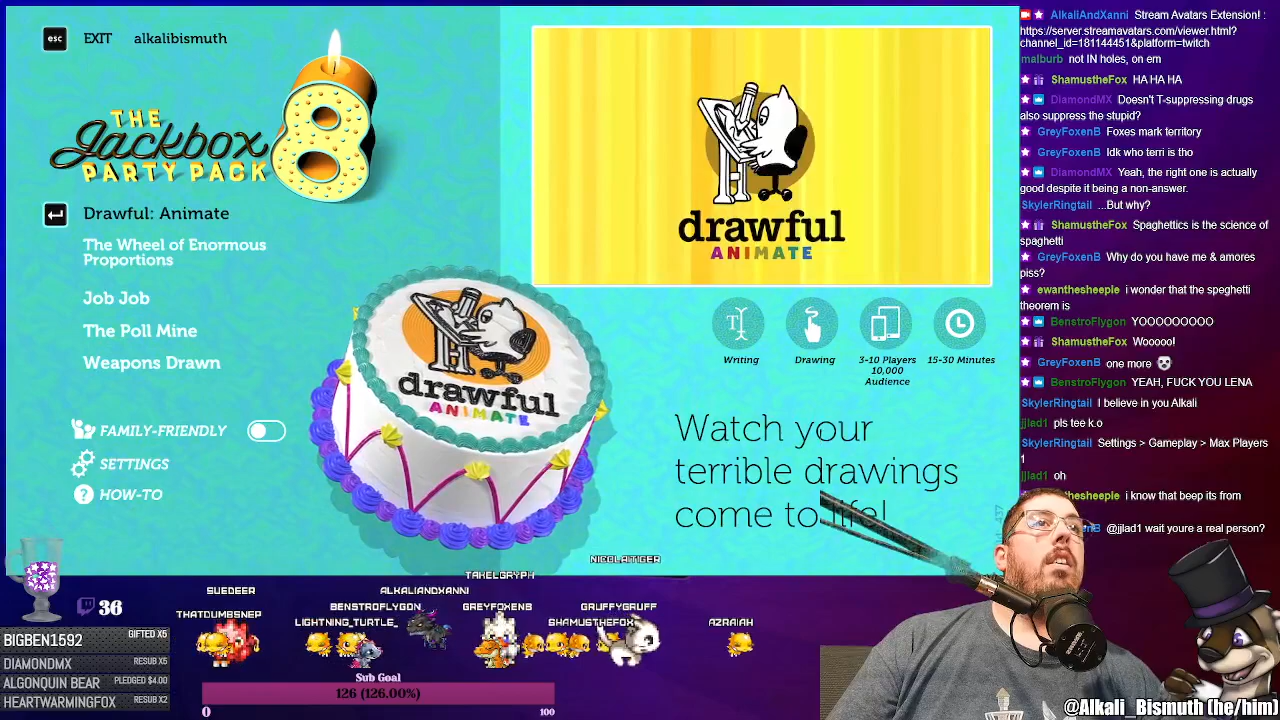 esc EXIT alkalibismuth
THE
Jackbox
PARTY PACK
8
Drawful: Animate
The Wheel of Enormous
Proportions
Job Job
The Poll Mine
Weapons Drawn
FAMILY-FRIENDLY
SETTINGS
? HOW-TO
drawful
ANIMATE
drawful
ANIMATE
Writing
Drawing
3-10 Players
10,000
Audience
15-30 Minutes
Watch your
terrible drawings
come to life!
AlkaliAndXanni Stream Avatars Extension! :
https://server.streamavatars.com/viewer.html?
channel_id=181144451&platform=twitch
malburb not IN holes, on em
ShamustheFox HA HA HA
DiamondMX Doesn't T-suppressing drugs
also suppress the stupid?
GreyFoxenB Foxes mark territory
GreyFoxenB Idk who terri is tho
DiamondMX Yeah, the right one is actually
good despite it being a non-answer.
SkylerRingtail ...But why?
ShamustheFox Spaghettics is the science of
spaghetti
GreyFoxenB Why do you have me & amores
piss?
ewanthesheepie i wonder that the speghetti
theorem is
BenstroFlygon YOOOOOOOO
ShamustheFox Wooooo!
GreyFoxenB one more
BenstroFlygon YEAH, FUCK YOU LENA
SkylerRingtail I believe in you Alkali
jjlad1 pls tee k.o
SkylerRingtail Settings > Gameplay > Max Players
1
jjlad1 oh
thesheepie i know that beep its from
nB @jjlad1 wait youre a real person?
NICOLAITIGER
TAKELGRYPH
SUEDEER
ALKALIANDXANNI
THATDUMBSNEP
BENSTROFLYGON
GREYFOXENB
GRUFFYGRUFF
LIGHTNING_TURTLE_
SHAMUSTHEFOX
AZRAIAH
36
BIGBEN1592 GIFTED X5
DIAMONDMX RESUB X5
ALGONQUIN BEAR PLEDGED $4.00
HEARTWARMINGFOX RESUB X2
Sub Goal
126 (126.00%)
0 100
@Alkali_Bismuth (he/him)